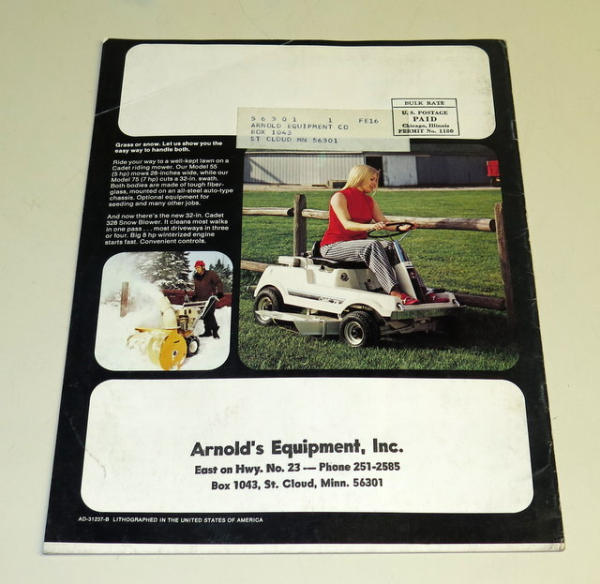 BULK RATE
U. S. POSTAGE
PAID
Chicago, Illinois
PERMIT No. 1150
5 6 3 0 1 1 FE16
ARNOLD EQUIPMENT CO
BOX 1043
ST CLOUD MN 56301
Grass or snow. Let us show you the
easy way to handle both.
Ride your way to a well-kept lawn on a
Cadet riding mower. Our Model 55
(5 hp) mows 28-inches wide, while our
Model 75 (7 hp) cuts a 32-in. swath.
Both bodies are made of tough fiber-
glass, mounted on an all-steel auto-type
chassis. Optional equipment for
seeding and many other jobs.
And now there's the new 32-in. Cadet
328 Snow Blower. It cleans most walks
in one pass . . . most driveways in three
or four. Big 8 hp winterized engine
starts fast. Convenient controls.
Arnold's Equipment, Inc.
East on Hwy. No. 23 — Phone 251-2585
Box 1043, St. Cloud, Minn. 56301
AD-31237-B LITHOGRAPHED IN THE UNITED STATES OF AMERICA